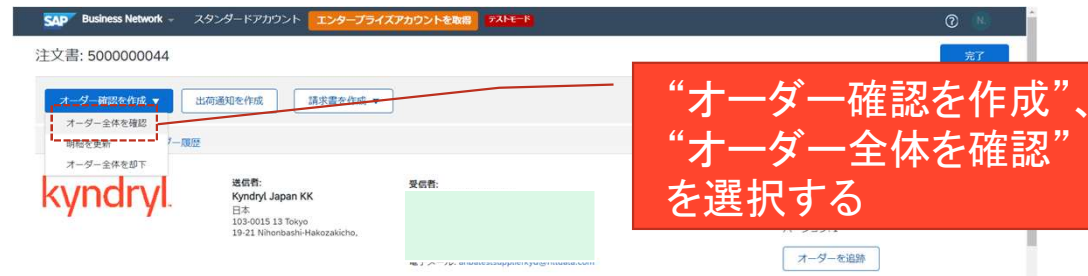 SAP Business Network スタンダードアカウント エンタープライズアカウントを取得 テストモード
注文書: 5000000044
完了
オーダー確認を作成 ▼ 出荷通知を作成 請求書を作成
オーダー全体を確認
明細を更新 ダー履歴
オーダー全体を却下
“オーダー確認を作成”、
“オーダー全体を確認”
を選択する
kyndryl.
送信者:
Kyndryl Japan KK
日本
103-0015 13 Tokyo
19-21 Nihonbashi-Hakozakicho,
受信者:
オーダーを追跡